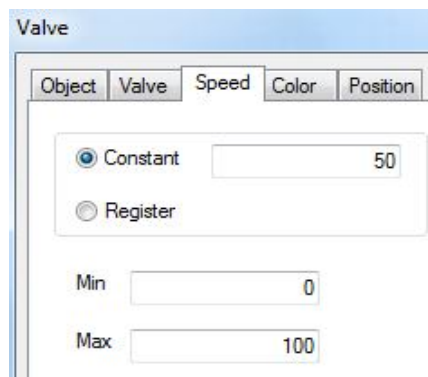 Valve
Object Valve Speed Color Position
Constant 50
Register
Min 0
Max 100